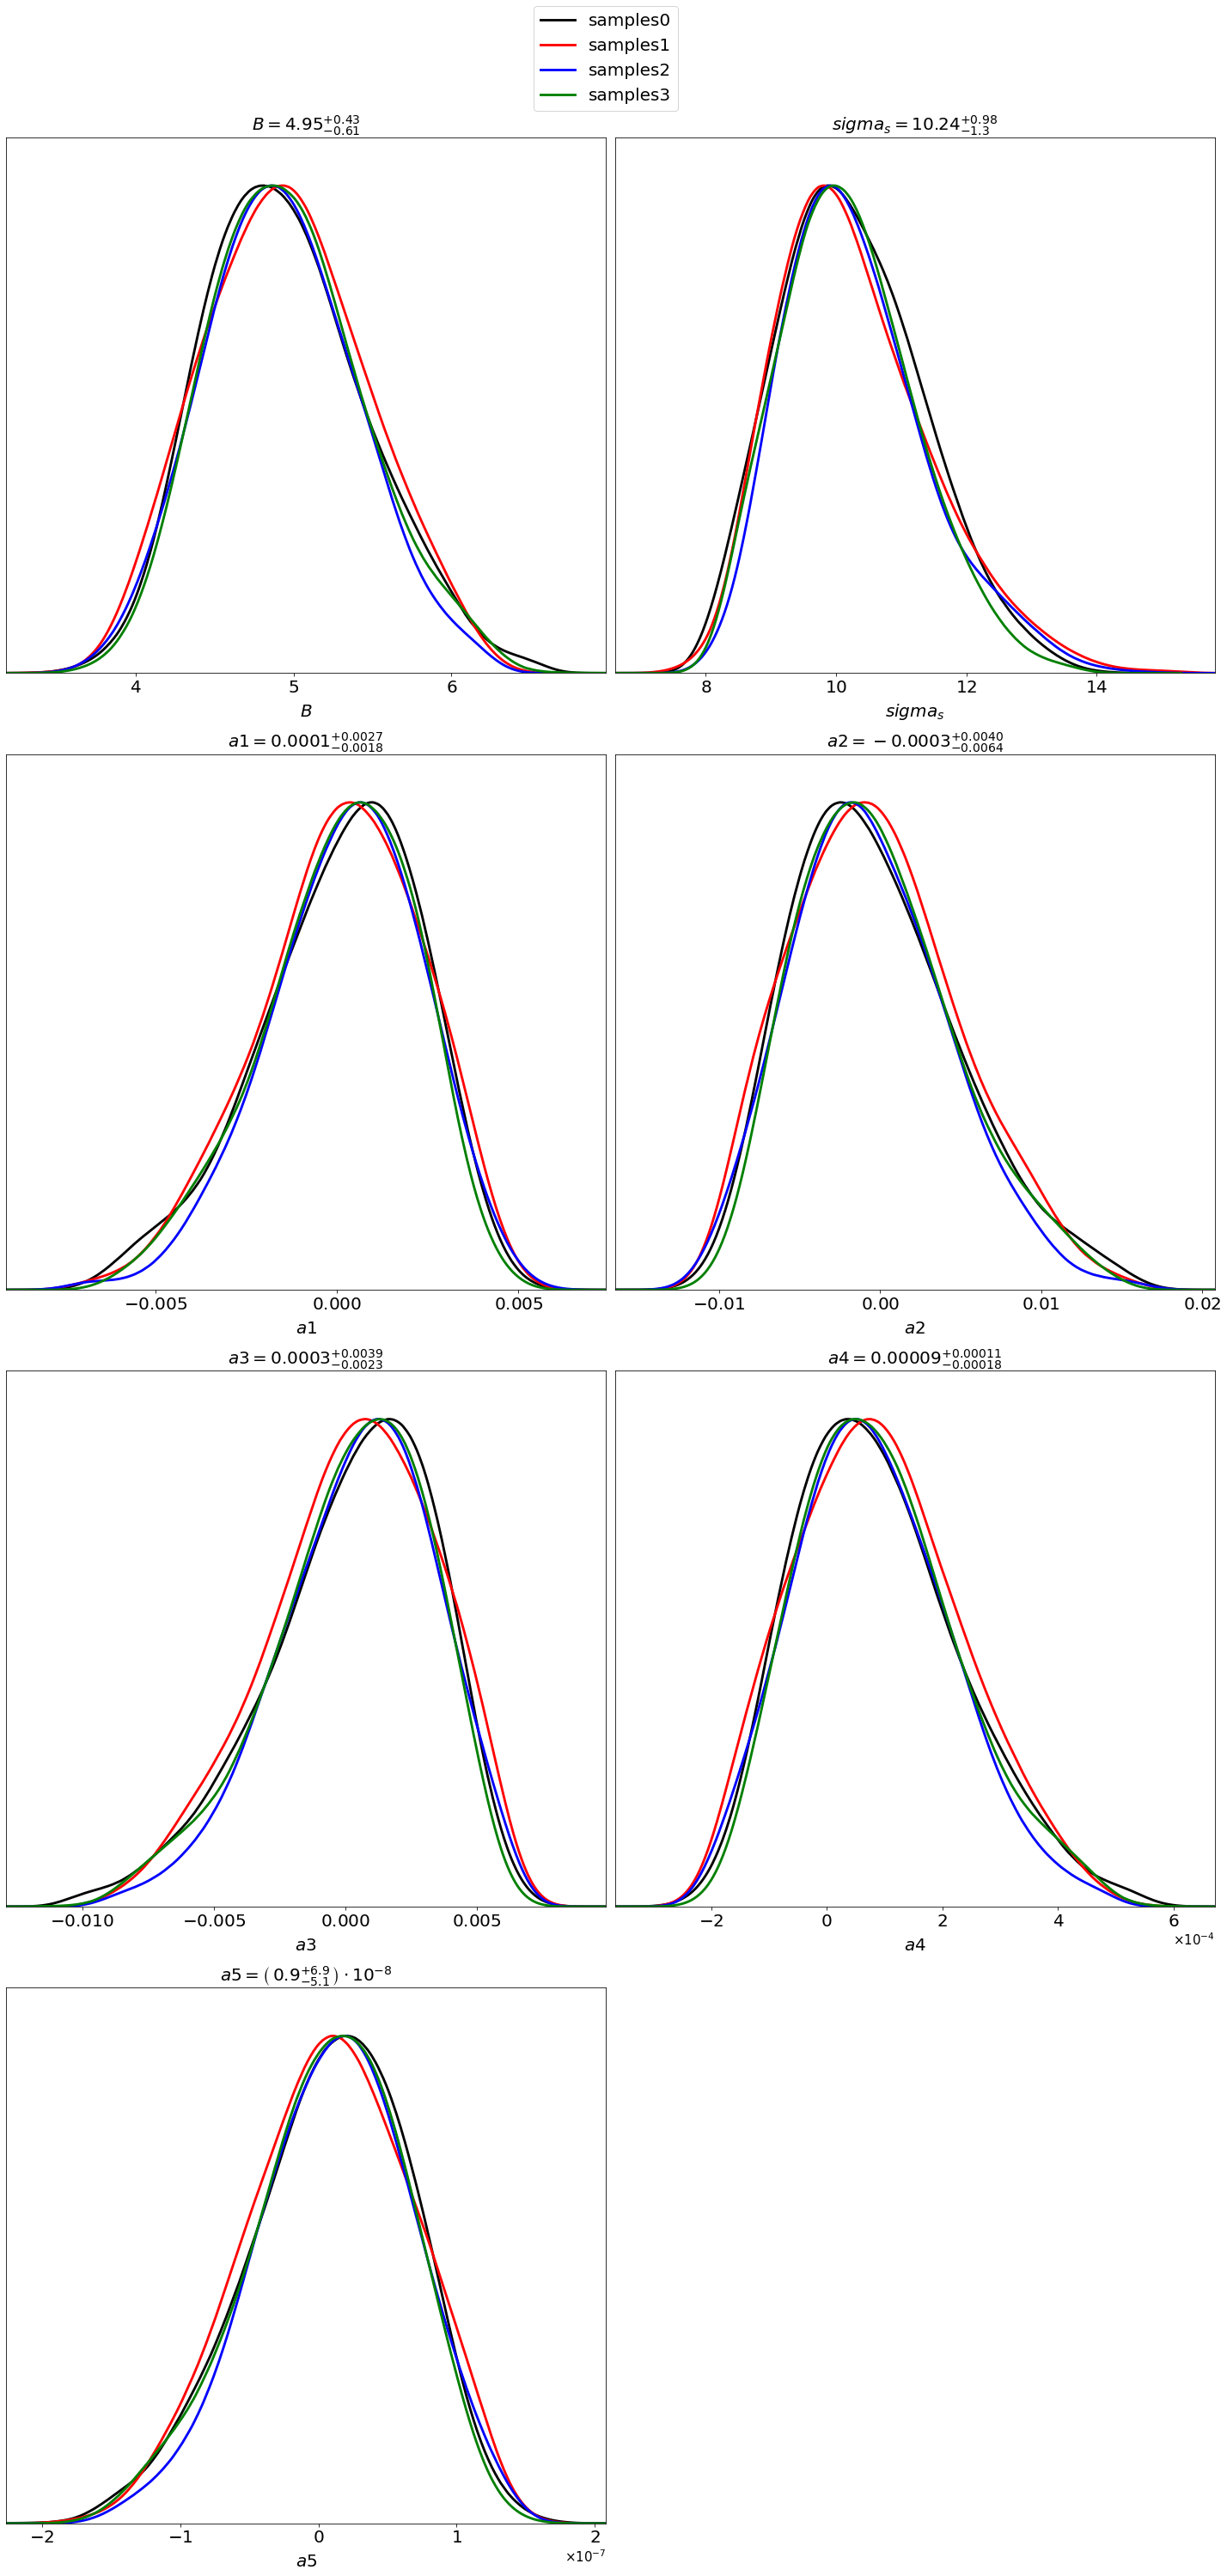 samples0
samples1
samples2
samples3
B = 4.95^{+0.43}_{-0.61}
sigma_s = 10.24^{+0.98}_{-1.3}
4 5 6
8 10 12 14
B
sigma_s
a1 = 0.0001^{+0.0027}_{-0.0018}
a2 = −0.0003^{+0.0040}_{-0.0064}
−0.005 0.000 0.005
−0.01 0.00 0.01 0.02
a1
a2
a3 = 0.0003^{+0.0039}_{-0.0023}
a4 = 0.00009^{+0.00011}_{-0.00018}
−0.010 −0.005 0.000 0.005
−2 0 2 4 6
×10^{-4}
a3
a4
a5 = (0.9^{+6.9}_{-5.1}) · 10^{-8}
−2 −1 0 1 2
×10^{-7}
a5